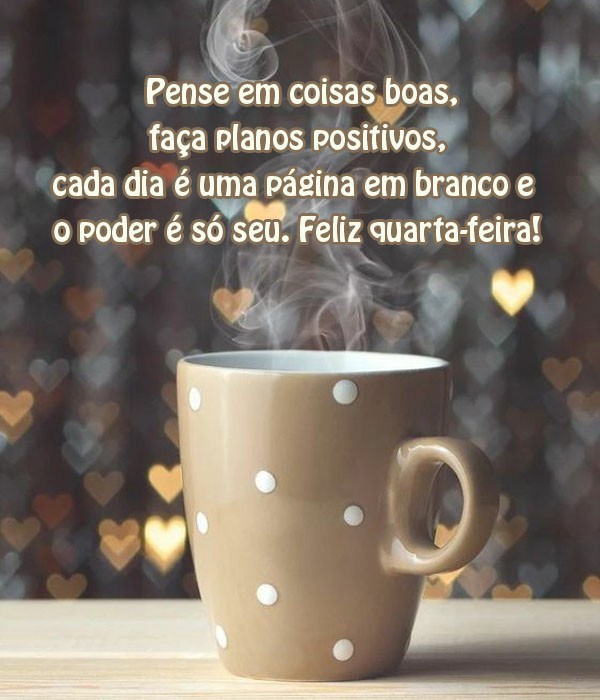 Pense em coisas boas,
faça planos positivos,
cada dia é uma página em branco e
o poder é só seu. Feliz quarta-feira!